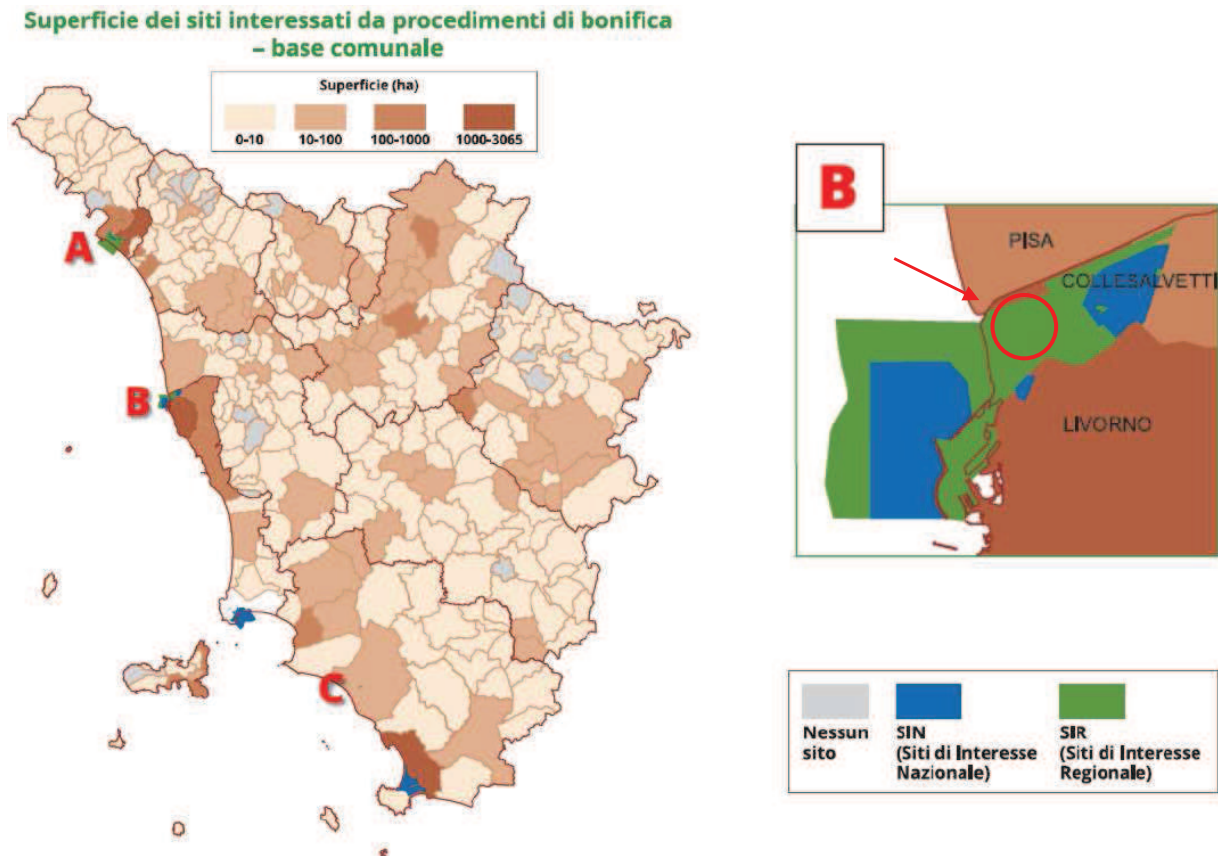 Superficie dei siti interessati da procedimenti di bonifica
– base comunale
Superficie (ha)
0-10 10-100 100-1000 1000-3065
A
B
C
B
PISA
COLLESALVETTI
LIVORNO
Nessun
sito
SIN
(Siti di Interesse
Nazionale)
SIR
(Siti di Interesse
Regionale)